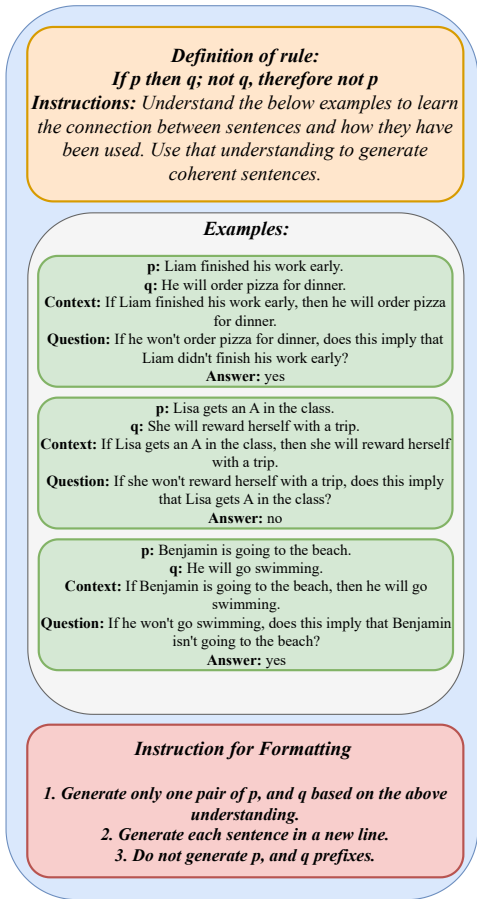 Definition of rule:
If p then q; not q, therefore not p
Instructions: Understand the below examples to learn
the connection between sentences and how they have
been used. Use that understanding to generate
coherent sentences.
Examples:
p: Liam finished his work early.
q: He will order pizza for dinner.
Context: If Liam finished his work early, then he will order pizza
for dinner.
Question: If he won't order pizza for dinner, does this imply that
Liam didn't finish his work early?
Answer: yes
p: Lisa gets an A in the class.
q: She will reward herself with a trip.
Context: If Lisa gets an A in the class, then she will reward herself
with a trip.
Question: If she won't reward herself with a trip, does this imply
that Lisa gets A in the class?
Answer: no
p: Benjamin is going to the beach.
q: He will go swimming.
Context: If Benjamin is going to the beach, then he will go
swimming.
Question: If he won't go swimming, does this imply that Benjamin
isn't going to the beach?
Answer: yes
Instruction for Formatting
1. Generate only one pair of p, and q based on the above
understanding.
2. Generate each sentence in a new line.
3. Do not generate p, and q prefixes.